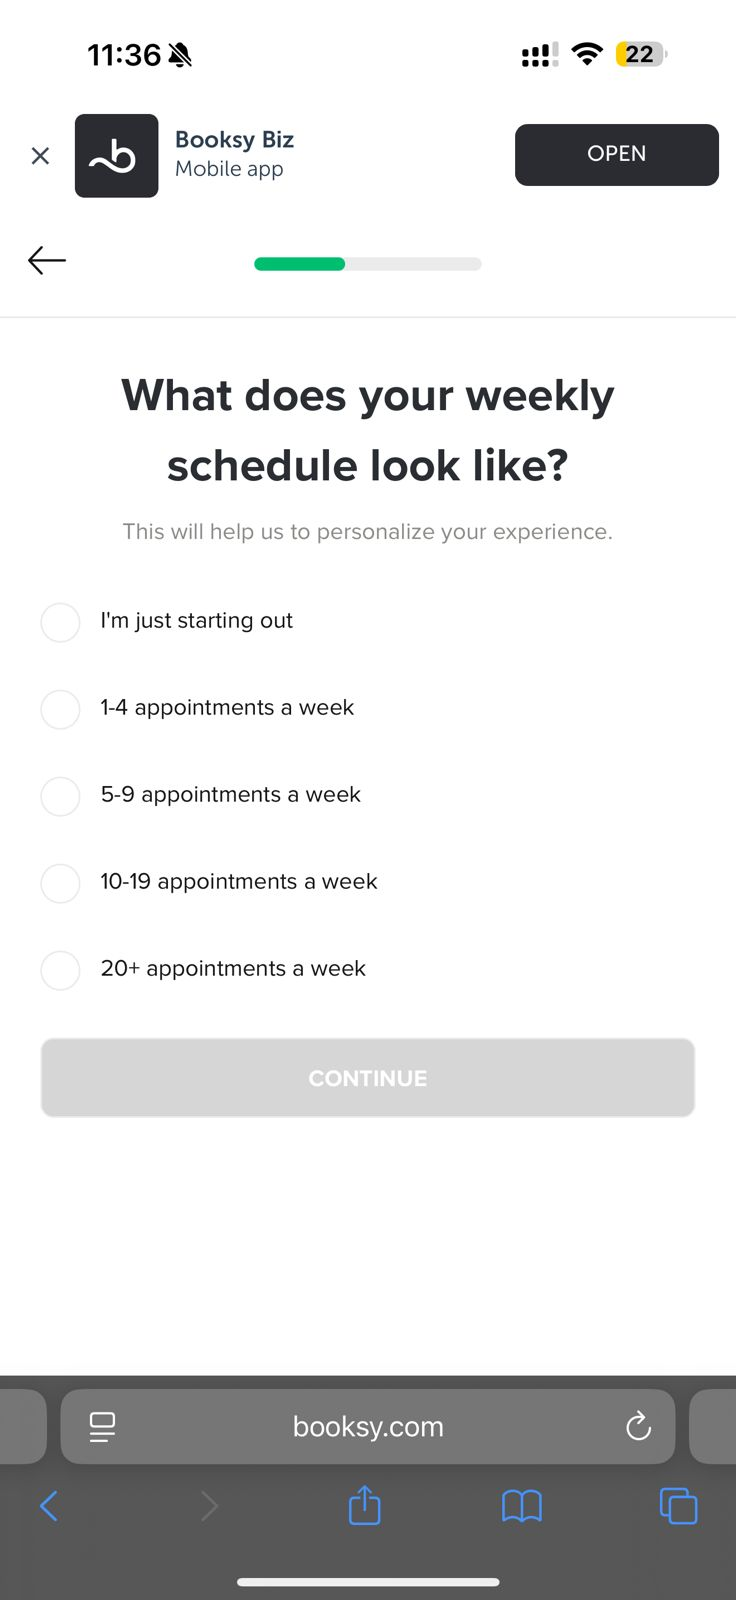 11:36
22
Booksy Biz
Mobile app
OPEN
What does your weekly
schedule look like?
This will help us to personalize your experience.
I'm just starting out
1-4 appointments a week
5-9 appointments a week
10-19 appointments a week
20+ appointments a week
CONTINUE
booksy.com